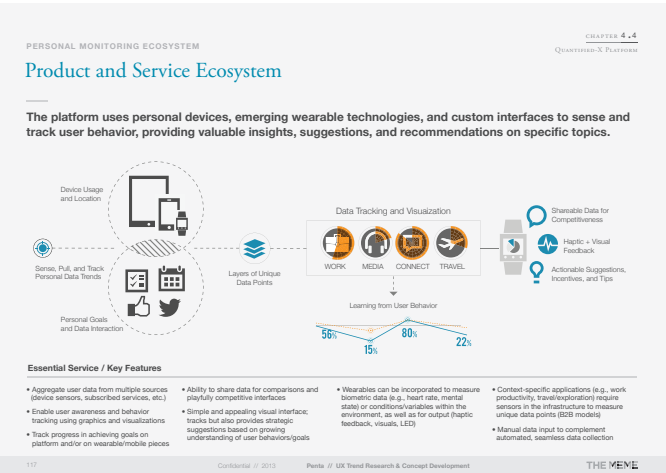 CHAPTER 4.4
QUANTIFIED-X PLATFORM
PERSONAL MONITORING ECOSYSTEM
Product and Service Ecosystem
The platform uses personal devices, emerging wearable technologies, and custom interfaces to sense and
track user behavior, providing valuable insights, suggestions, and recommendations on specific topics.
Device Usage
and Location
Sense, Pull, and Track
Personal Data Trends
Personal Goals
and Data Interaction
Layers of Unique
Data Points
Data Tracking and Visuaization
WORK MEDIA CONNECT TRAVEL
Learning from User Behavior
56%
15%
80%
22%
Shareable Data for
Competitiveness
Haptic + Visual
Feedback
Actionable Suggestions,
Incentives, and Tips
Essential Service / Key Features
• Aggregate user data from multiple sources
(device sensors, subscribed services, etc.)
• Enable user awareness and behavior
tracking using graphics and visualizations
• Track progress in achieving goals on
platform and/or on wearable/mobile pieces
• Ability to share data for comparisons and
playfully competitive interfaces
• Simple and appealing visual interface;
tracks but also provides strategic
suggestions based on growing
understanding of user behaviors/goals
• Wearables can be incorporated to measure
biometric data (e.g., heart rate, mental
state) or conditions/variables within the
environment, as well as for output (haptic
feedback, visuals, LED)
• Context-specific applications (e.g., work
productivity, travel/exploration) require
sensors in the infrastructure to measure
unique data points (B2B models)
• Manual data input to complement
automated, seamless data collection
117
Confidential // 2013
Penta // UX Trend Research & Concept Development
THE MEME